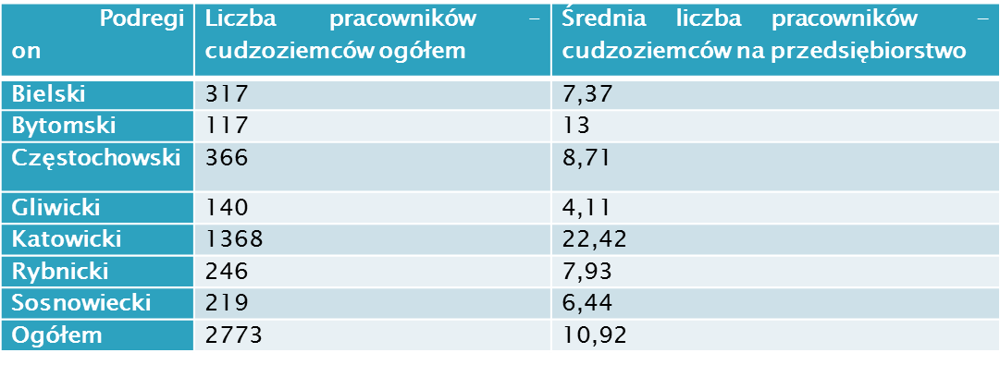 Podregi Liczba pracowników – Średnia liczba pracowników –
on cudzoziemców ogółem cudzoziemców na przedsiębiorstwo
Bielski 317 7,37
Bytomski 117 13
Częstochowski 366 8,71
Gliwicki 140 4,11
Katowicki 1368 22,42
Rybnicki 246 7,93
Sosnowiecki 219 6,44
Ogółem 2773 10,92